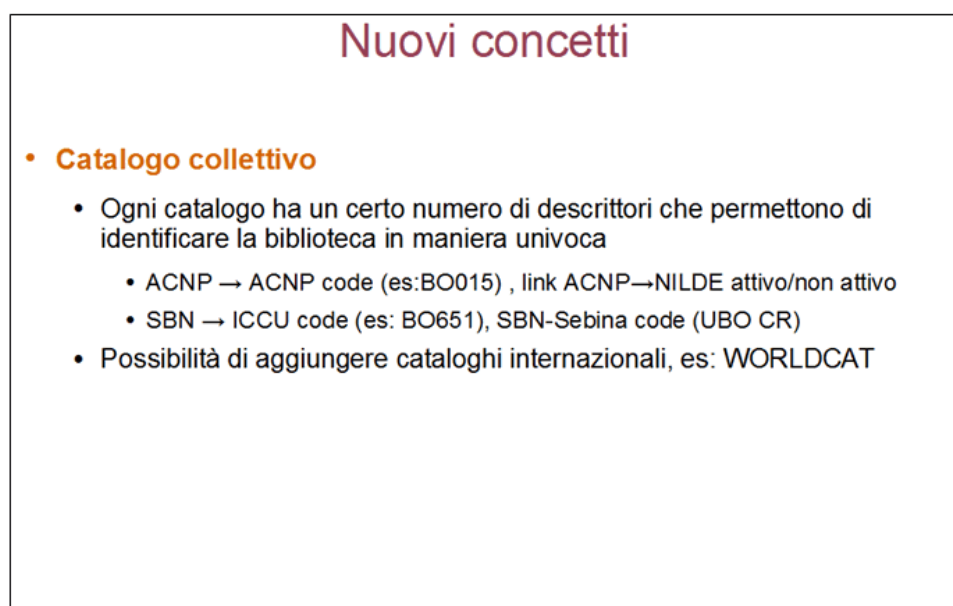 Nuovi concetti
• Catalogo collettivo
• Ogni catalogo ha un certo numero di descrittori che permettono di
identificare la biblioteca in maniera univoca
• ACNP → ACNP code (es:BO015) , link ACNP→NILDE attivo/non attivo
• SBN → ICCU code (es: BO651), SBN-Sebina code (UBO CR)
• Possibilità di aggiungere cataloghi internazionali, es: WORLDCAT